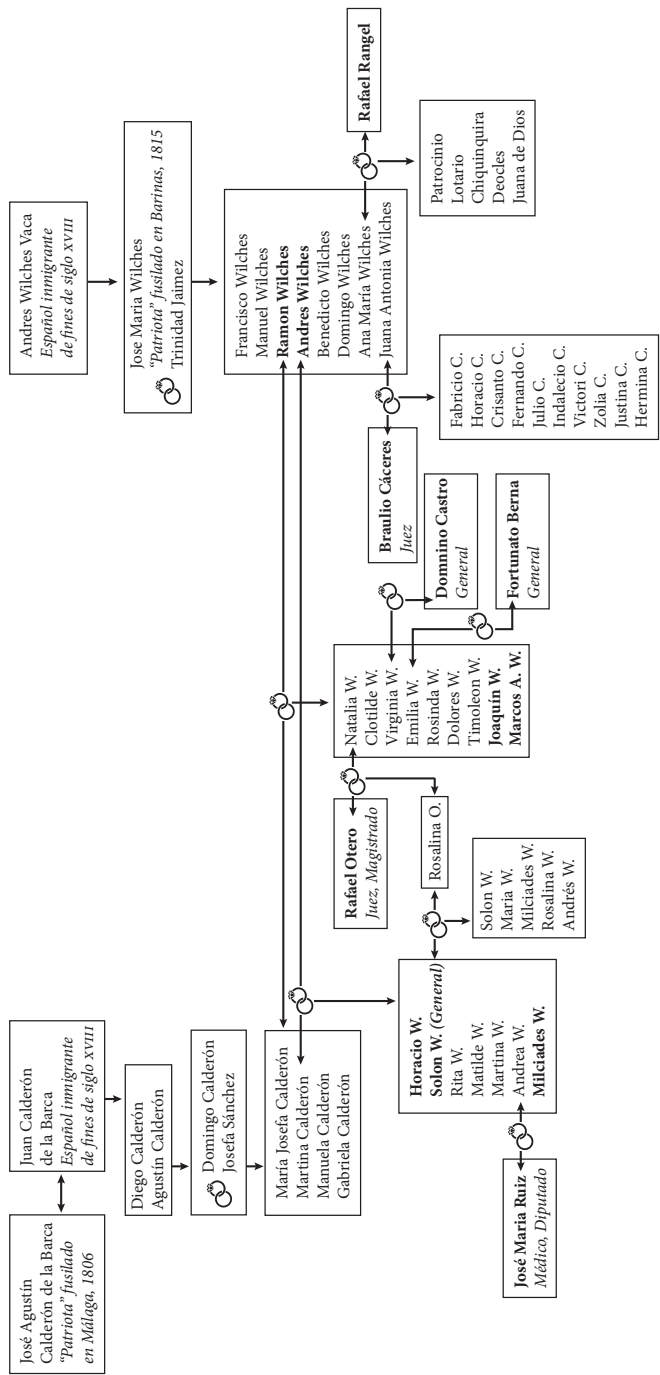 José Agustín
Calderón de la Barca
"Patriota" fusilado
en Málaga, 1806
Juan Calderón
de la Barca
Español inmigrante
de fines de siglo XVIII
Andres Wilches Vaca
Español inmigrante
de fines de siglo XVIII
Diego Calderón
Agustín Calderón
Jose Maria Wilches
"Patriota" fusilado en Barinas, 1815
Trinidad Jaimez
Domingo Calderón
Josefa Sánchez
María Josefa Calderón
Martina Calderón
Manuela Calderón
Gabriela Calderón
Francisco Wilches
Manuel Wilches
Ramon Wilches
Andres Wilches
Benedicto Wilches
Domingo Wilches
Ana María Wilches
Juana Antonia Wilches
Rafael Rangel
Patrocinio
Lotario
Chiquinquira
Deocles
Juana de Dios
Rafael Otero
Juez, Magistrado
Natalia W.
Clotilde W.
Virginia W.
Emilia W.
Rosinda W.
Dolores W.
Timoleon W.
Joaquín W.
Marcos A. W.
Braulio Cáceres
Juez
Domnino Castro
General
Fortunato Berna
General
Fabricio C.
Horacio C.
Crisanto C.
Fernando C.
Julio C.
Indalecio C.
Victori C.
Zolia C.
Justina C.
Hermina C.
Horacio W.
Solon W. (General)
Rita W.
Matilde W.
Martina W.
Andrea W.
Milciades W.
Rosalina O.
Solon W.
Maria W.
Milciades W.
Rosalina W.
Andrés W.
José Maria Ruiz
Médico, Diputado